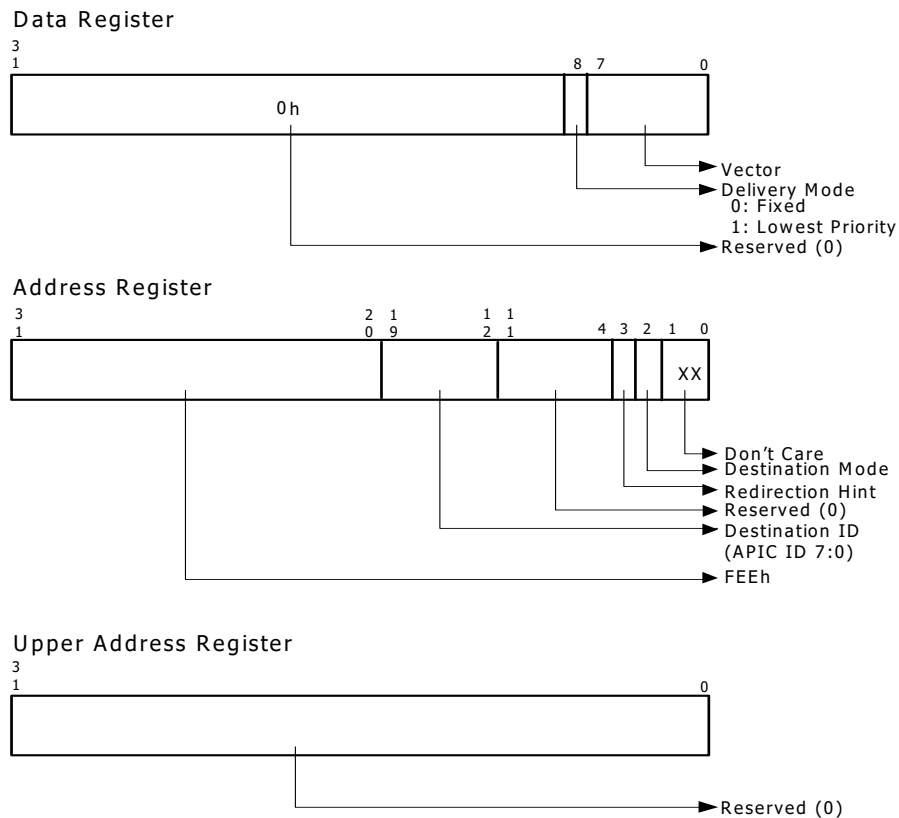 Data Register
3
1 8 7 0
0h
Vector
Delivery Mode
0: Fixed
1: Lowest Priority
Reserved (0)
Address Register
3 2 1 1 1
1 0 9 2 1 4 3 2 1 0
XX
Don't Care
Destination Mode
Redirection Hint
Reserved (0)
Destination ID
(APIC ID 7:0)
FEEh
Upper Address Register
3
1 0
Reserved (0)